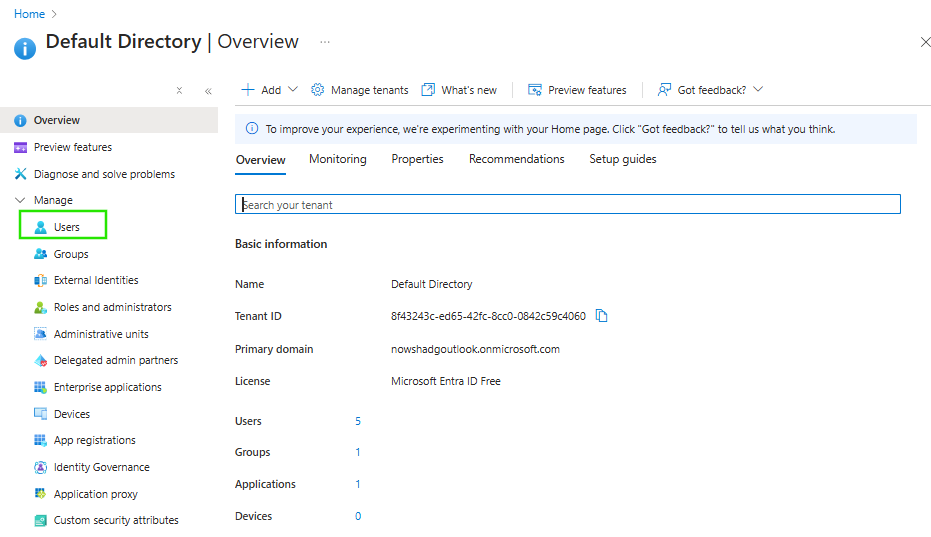 Home
Default Directory | Overview ...
Add
Manage tenants
What's new
Preview features
Got feedback?
Overview
Preview features
Diagnose and solve problems
Manage
Users
Groups
External Identities
Roles and administrators
Administrative units
Delegated admin partners
Enterprise applications
Devices
App registrations
Identity Governance
Application proxy
Custom security attributes
To improve your experience, we're experimenting with your Home page. Click "Got feedback?" to tell us what you think.
Overview Monitoring Properties Recommendations Setup guides
Search your tenant
Basic information
Name Default Directory
Tenant ID 8f43243c-ed65-42fc-8cc0-0842c59c4060
Primary domain nowshadgoutlook.onmicrosoft.com
License Microsoft Entra ID Free
Users 5
Groups 1
Applications 1
Devices 0